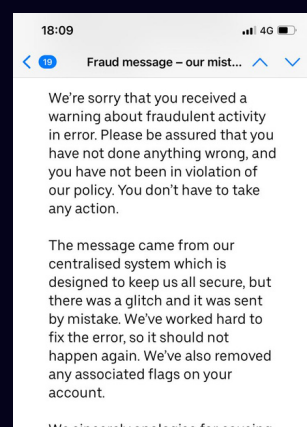 18:09 4G
19 Fraud message – our mist...
We're sorry that you received a
warning about fraudulent activity
in error. Please be assured that you
have not done anything wrong, and
you have not been in violation of
our policy. You don't have to take
any action.
The message came from our
centralised system which is
designed to keep us all secure, but
there was a glitch and it was sent
by mistake. We've worked hard to
fix the error, so it should not
happen again. We've also removed
any associated flags on your
account.
We sincerely apologise for causing